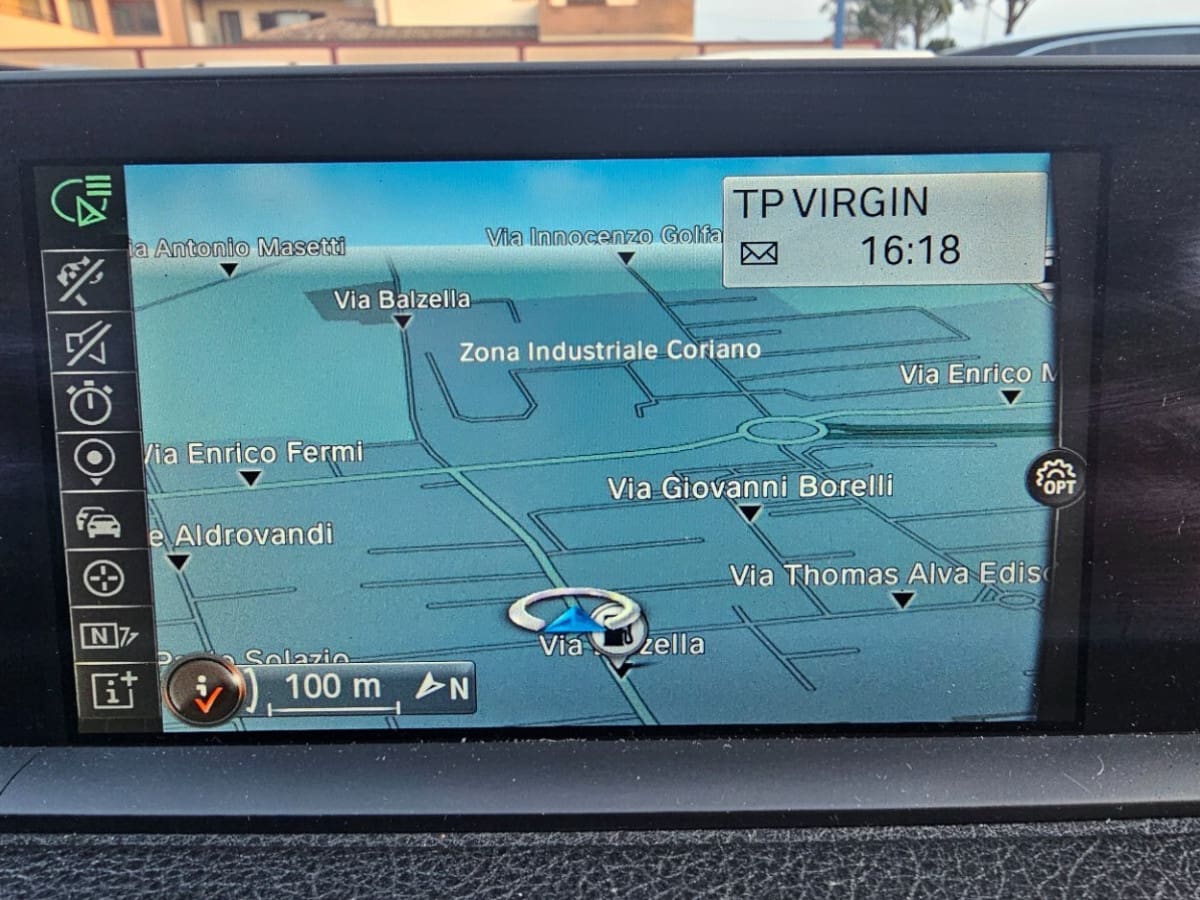 TP VIRGIN
16:18
ia Antonio Masetti
Via Innocenzo Golfa
Via Balzella
Zona Industriale Coriano
Via Enrico M
Via Enrico Fermi
OPT
Via Giovanni Borelli
e Aldrovandi
Via Thomas Alva Edis
N
Via zella
Solazio
i
100 m
N